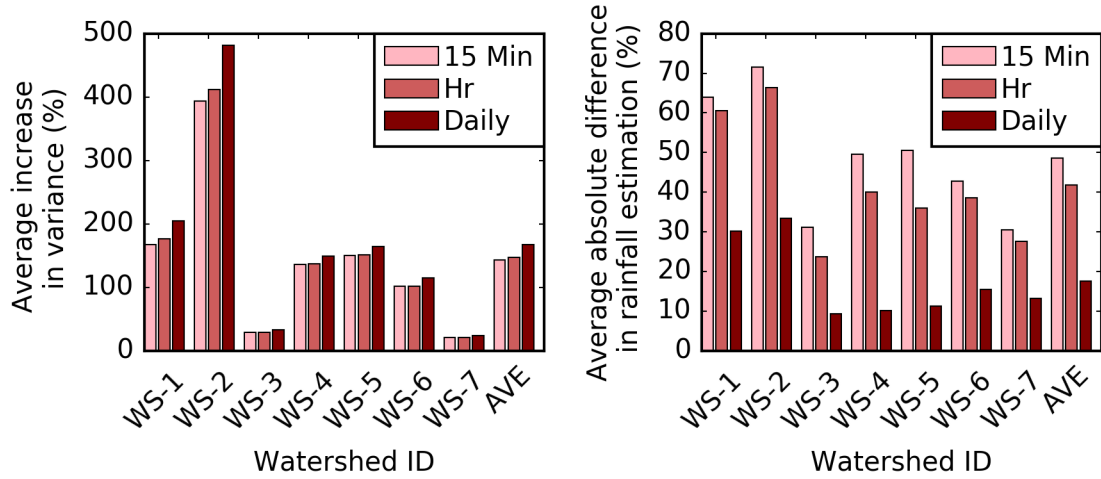 Average increase
in variance (%)
500
400
300
200
100
0
15 Min
Hr
Daily
WS-1
WS-2
WS-3
WS-4
WS-5
WS-6
WS-7
AVE
Watershed ID
Average absolute difference
in rainfall estimation (%)
80
70
60
50
40
30
20
10
0
15 Min
Hr
Daily
WS-1
WS-2
WS-3
WS-4
WS-5
WS-6
WS-7
AVE
Watershed ID